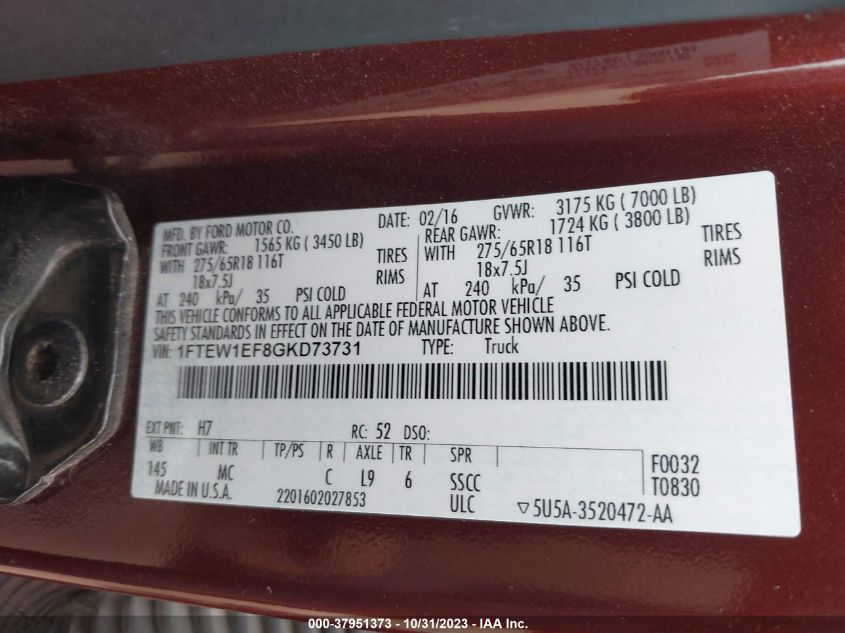 MFD. BY FORD MOTOR CO. DATE: 02/16 GVWR: 3175 KG ( 7000 LB)
FRONT GAWR: 1565 KG ( 3450 LB) REAR GAWR: 1724 KG ( 3800 LB)
WITH 275/65R18 116T TIRES WITH 275/65R18 116T TIRES
18x7.5J RIMS 18x7.5J RIMS
AT 240 kPa/ 35 PSI COLD AT 240 kPa/ 35 PSI COLD
THIS VEHICLE CONFORMS TO ALL APPLICABLE FEDERAL MOTOR VEHICLE
SAFETY STANDARDS IN EFFECT ON THE DATE OF MANUFACTURE SHOWN ABOVE.
VIN: 1FTEW1EF8GKD73731 TYPE: Truck
EXT PNT: H7 RC: 52 DSO:
WB INT TR TP/PS R AXLE TR SPR F0032
145 MC C L9 6 SSCC T0830
MADE IN U.S.A. 2201602027853 ULC ▽5U5A-3520472-AA
000-37951373 - 10/31/2023 - IAA Inc.